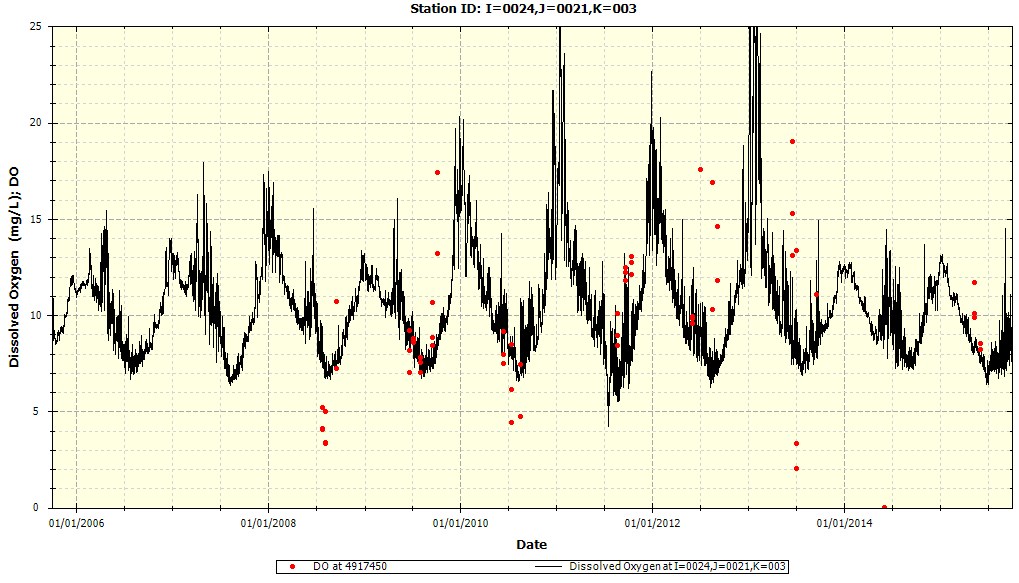 Station ID: I=0024,J=0021,K=003
Dissolved Oxygen (mg/L); DO
25
20
15
10
5
0
01/01/2006 01/01/2008 01/01/2010 01/01/2012 01/01/2014
Date
DO at 4917450 Dissolved Oxygen at I=0024,J=0021,K=003